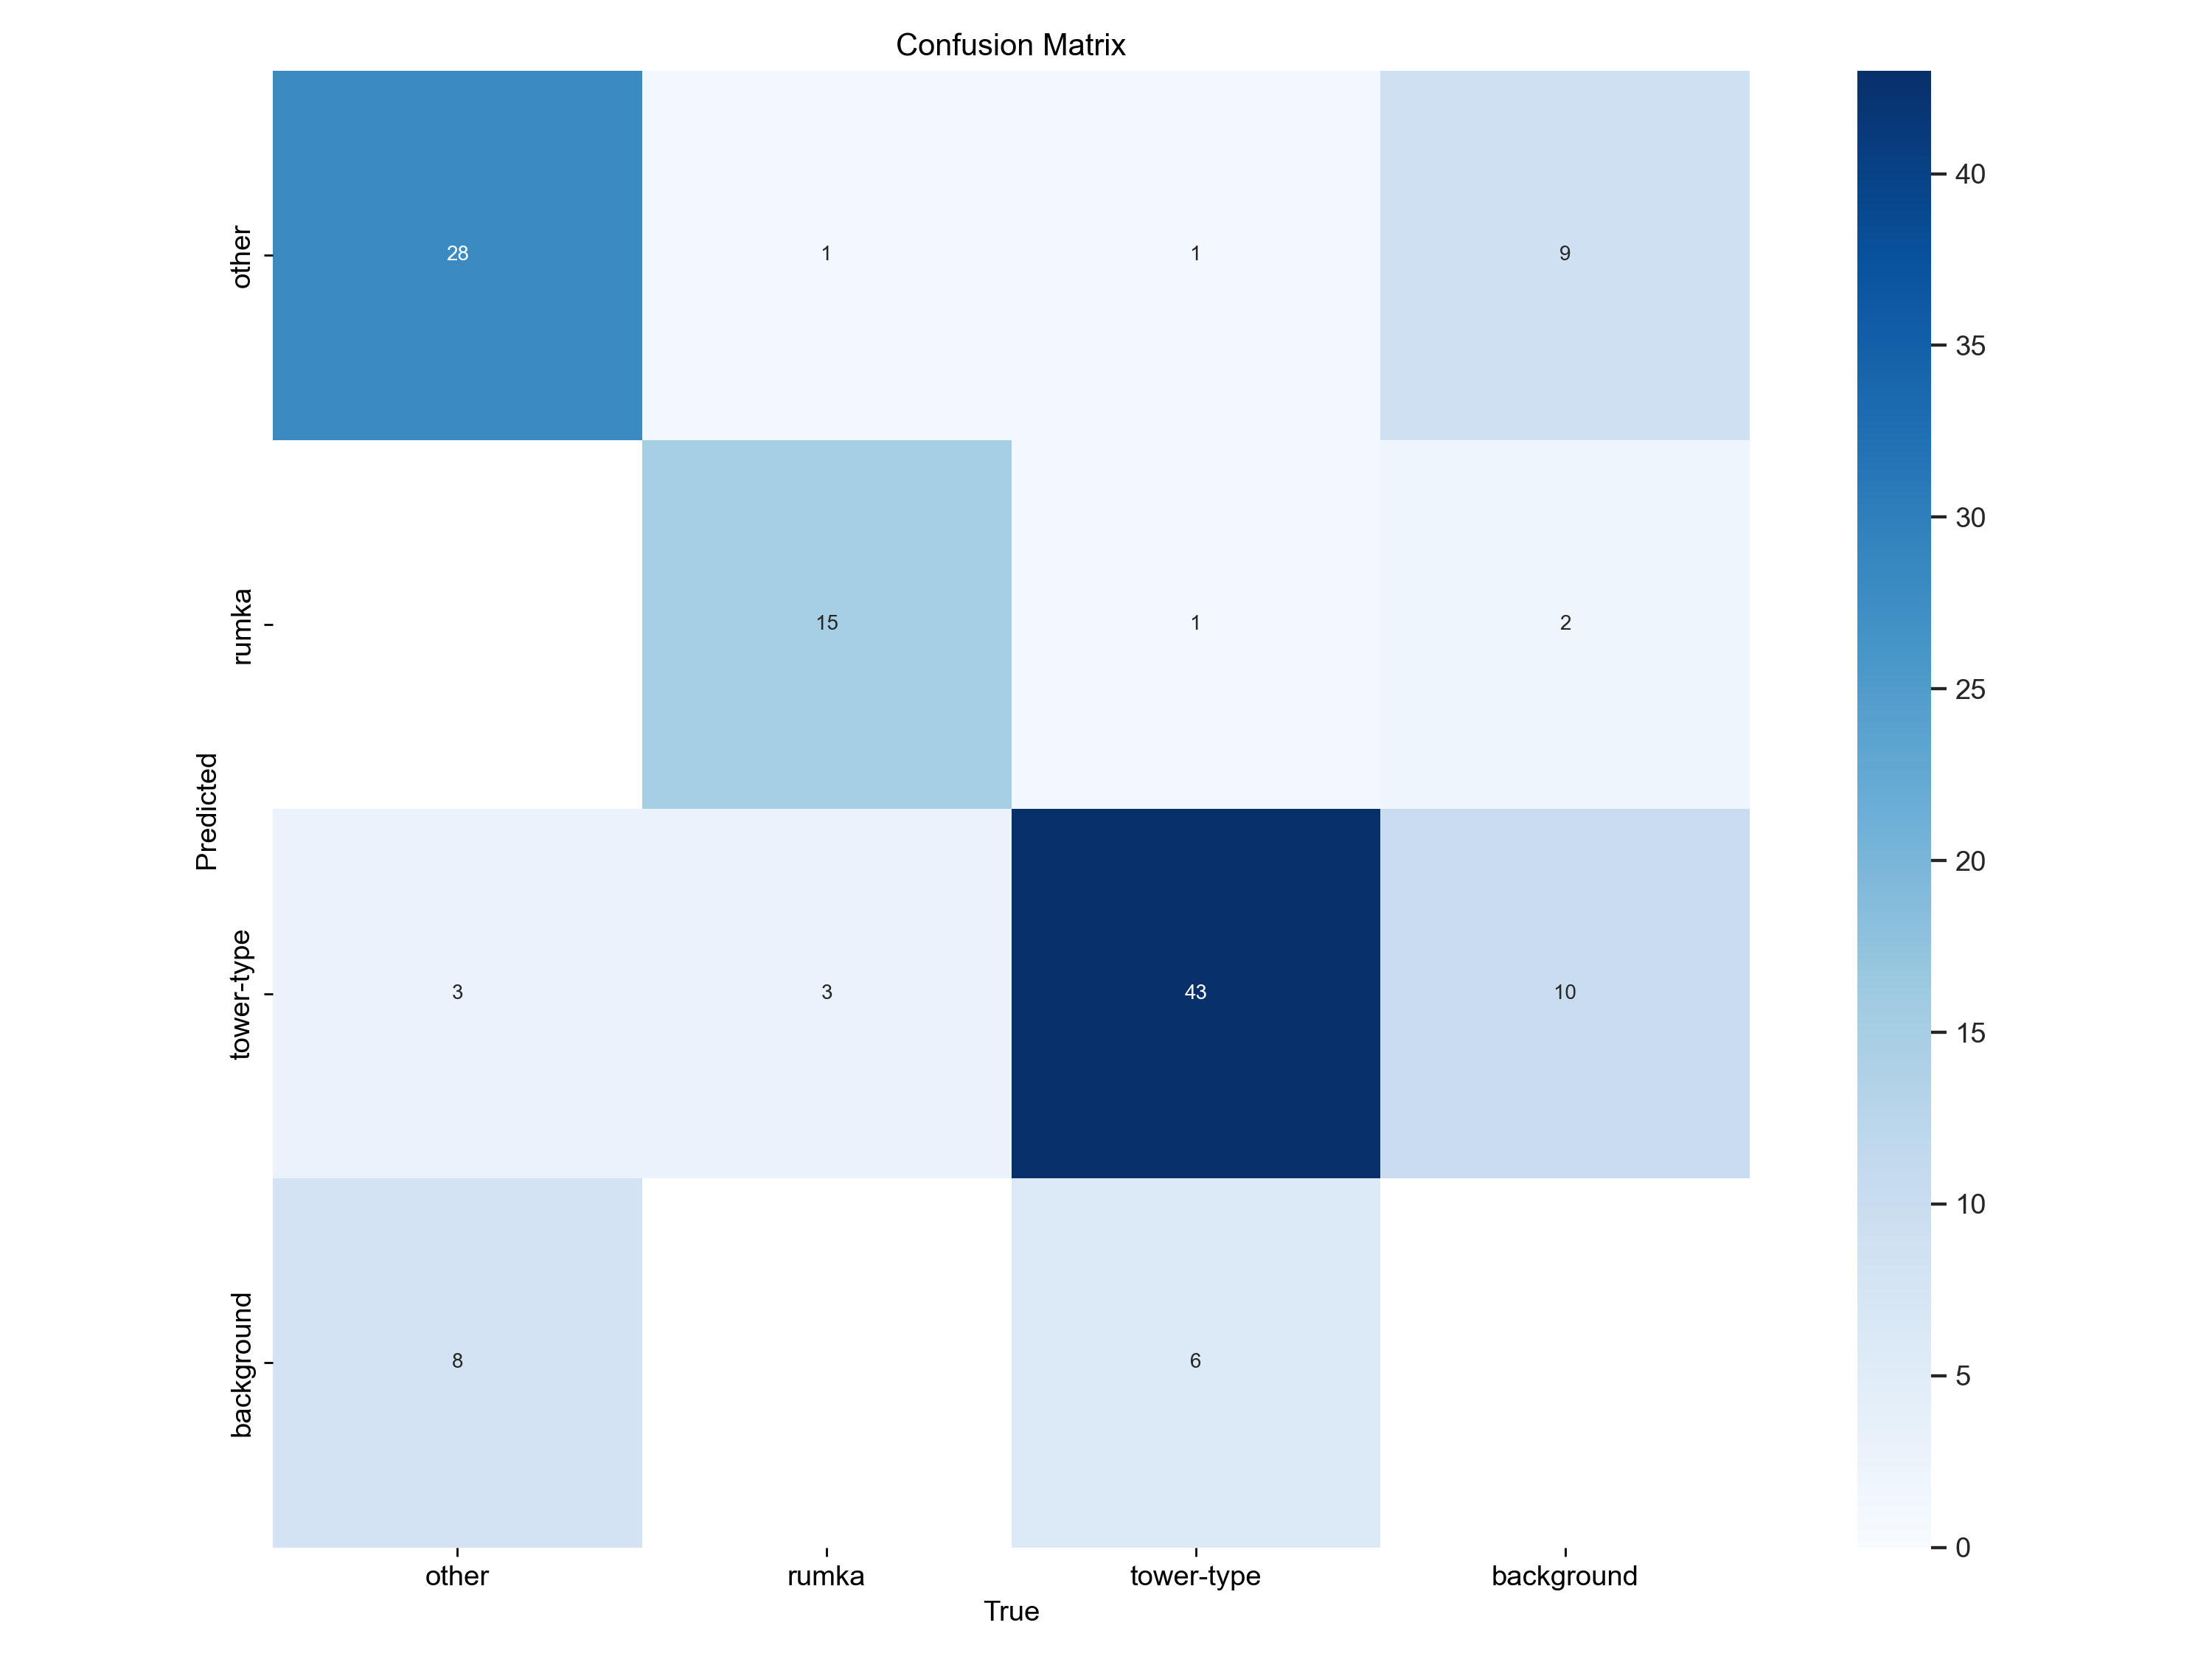 Confusion Matrix
other
28 1 1 9
rumka
15 1 2
tower-type
3 3 43 10
background
8 6
Predicted
other rumka tower-type background
True
40
35
30
25
20
15
10
5
0